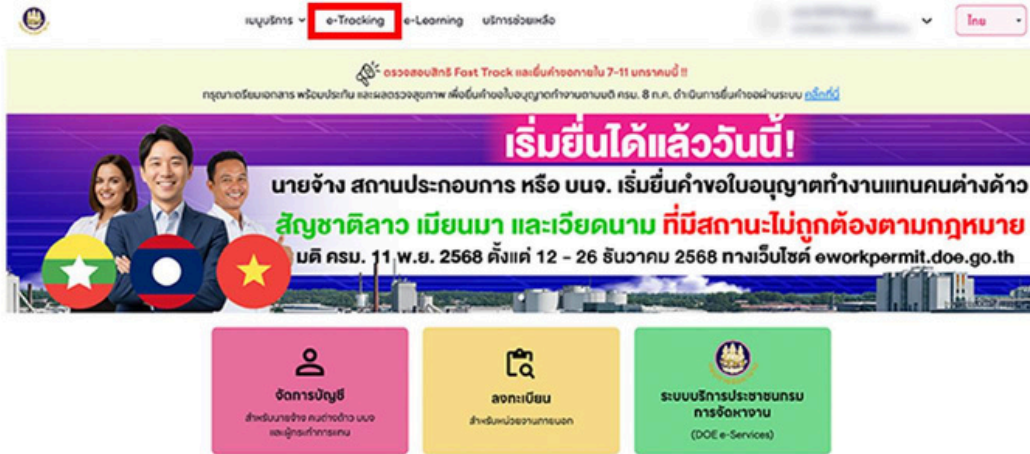 เมนูบริการ e-Tracking e-Learning บริการช่วยเหลือ ไทย
ตรวจสอบสิทธิ Fast Track และยื่นคำขอภายใน 7-11 มกราคมนี้ !!
กรุณาเตรียมเอกสาร พร้อมประกัน และผลตรวจสุขภาพ เพื่อยื่นคำขอใบอนุญาตทำงานตามมติ ครม. 8 ก.ค. ดำเนินการยื่นคำขอผ่านระบบ คลิ๊กที่นี่
เริ่มยื่นได้แล้ววันนี้!
นายจ้าง สถานประกอบการ หรือ บนจ. เริ่มยื่นคำขอใบอนุญาตทำงานแทนคนต่างด้าว
สัญชาติลาว เมียนมา และเวียดนาม ที่มีสถานะไม่ถูกต้องตามกฎหมาย
มติ ครม. 11 พ.ย. 2568 ตั้งแต่ 12 - 26 ธันวาคม 2568 ทางเว็บไซต์ eworkpermit.doe.go.th
จัดการบัญชี
สำหรับนายจ้าง คนต่างด้าว บนจ
และผู้กระทำการแทน
ลงทะเบียน
สำหรับหน่วยงานภายนอก
ระบบบริการประชาชนกรม
การจัดหางาน
(DOE e-Services)